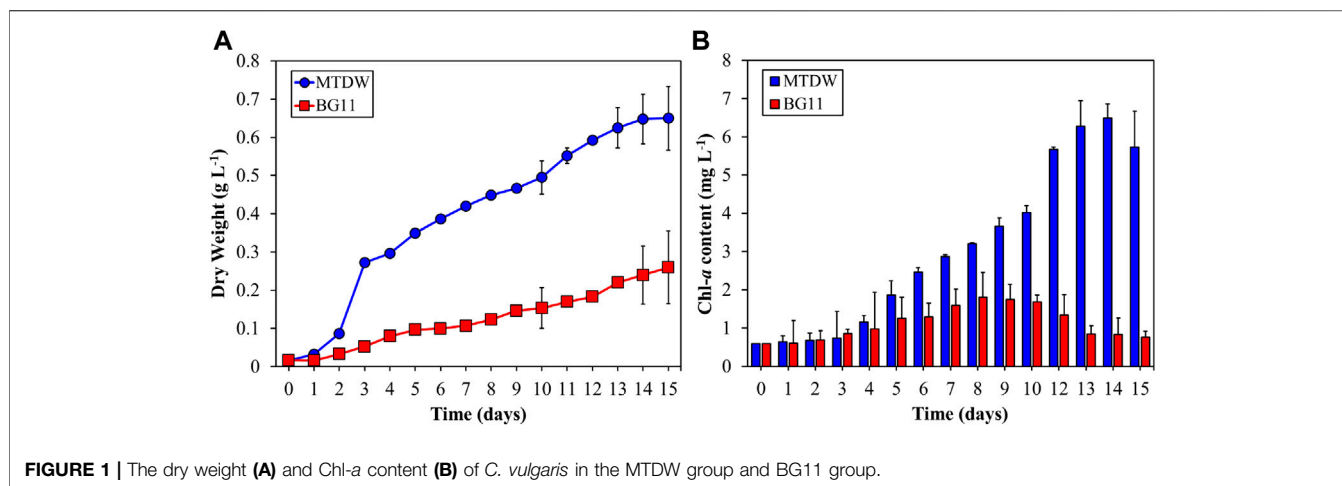 A
Dry Weight (g L-1)
0.8
0.7
0.6
0.5
0.4
0.3
0.2
0.1
0
MTDW
BG11
0 1 2 3 4 5 6 7 8 9 10 11 12 13 14 15
Time (days)
B
Chl-a content (mg L-1)
8
7
6
5
4
3
2
1
0
MTDW
BG11
0 1 2 3 4 5 6 7 8 9 10 11 12 13 14 15
Time (days)
FIGURE 1 | The dry weight (A) and Chl-a content (B) of C. vulgaris in the MTDW group and BG11 group.